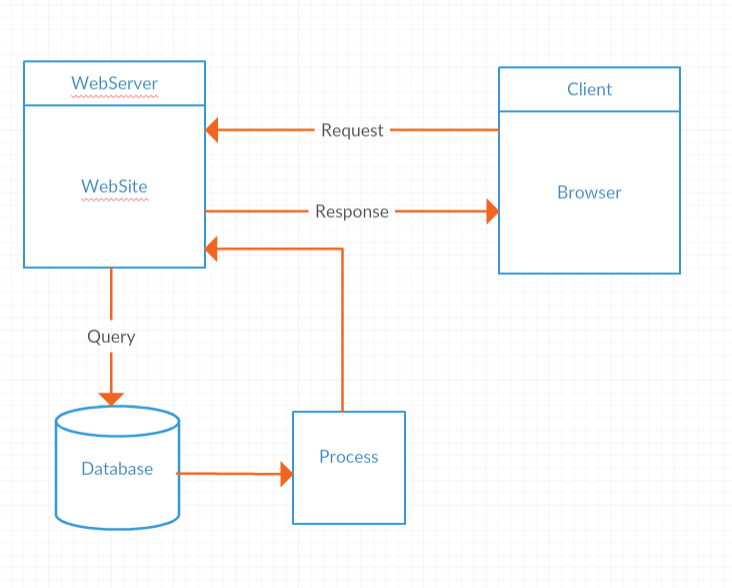 WebServer
Client
Request
WebSite
Browser
Response
Query
Database
Process